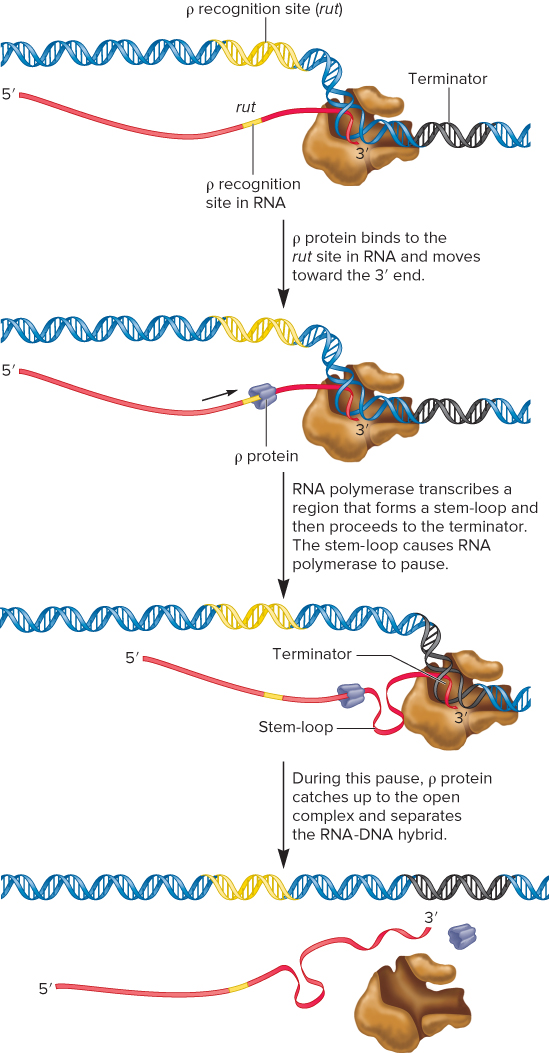 ρ recognition site (rut)
Terminator
5′
rut
3′
ρ recognition
site in RNA
ρ protein binds to the
rut site in RNA and moves
toward the 3′ end.
5′
3′
ρ protein
RNA polymerase transcribes a
region that forms a stem-loop and
then proceeds to the terminator.
The stem-loop causes RNA
polymerase to pause.
5′
Terminator
3′
Stem-loop
During this pause, ρ protein
catches up to the open
complex and separates
the RNA-DNA hybrid.
3′
5′